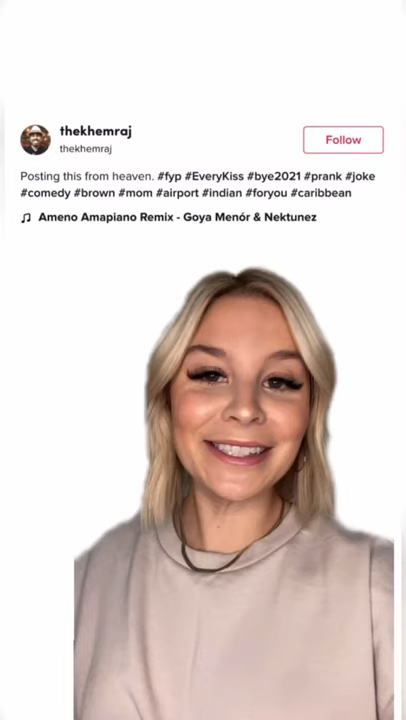 thekhemraj
thekhemraj
Follow
Posting this from heaven. #fyp #EveryKiss #bye2021 #prank #joke
#comedy #brown #mom #airport #indian #foryou #caribbean
♫ Ameno Amapiano Remix - Goya Menór & Nektunez